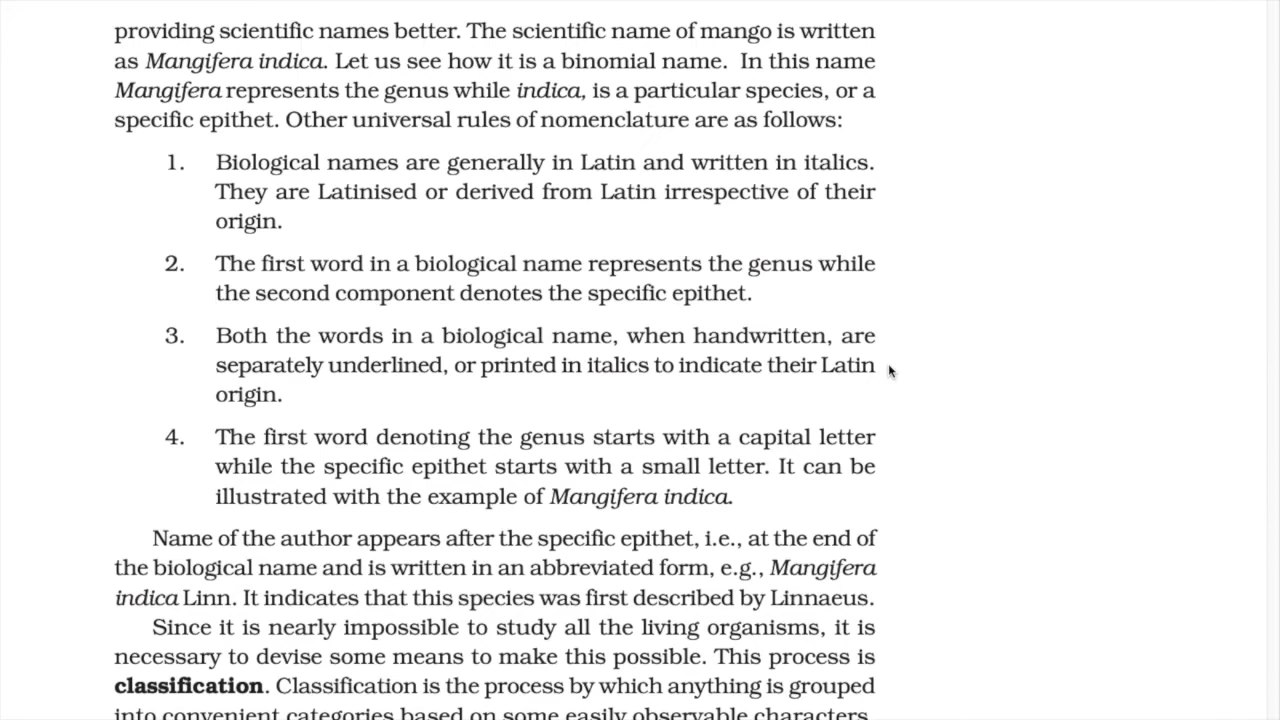 providing scientific names better. The scientific name of mango is written
as Mangifera indica. Let us see how it is a binomial name. In this name
Mangifera represents the genus while indica, is a particular species, or a
specific epithet. Other universal rules of nomenclature are as follows:
1. Biological names are generally in Latin and written in italics.
They are Latinised or derived from Latin irrespective of their
origin.
2. The first word in a biological name represents the genus while
the second component denotes the specific epithet.
3. Both the words in a biological name, when handwritten, are
separately underlined, or printed in italics to indicate their Latin
origin.
4. The first word denoting the genus starts with a capital letter
while the specific epithet starts with a small letter. It can be
illustrated with the example of Mangifera indica.
Name of the author appears after the specific epithet, i.e., at the end of
the biological name and is written in an abbreviated form, e.g., Mangifera
indica Linn. It indicates that this species was first described by Linnaeus.
Since it is nearly impossible to study all the living organisms, it is
necessary to devise some means to make this possible. This process is
classification. Classification is the process by which anything is grouped
into convenient categories based on some easily observable characters.